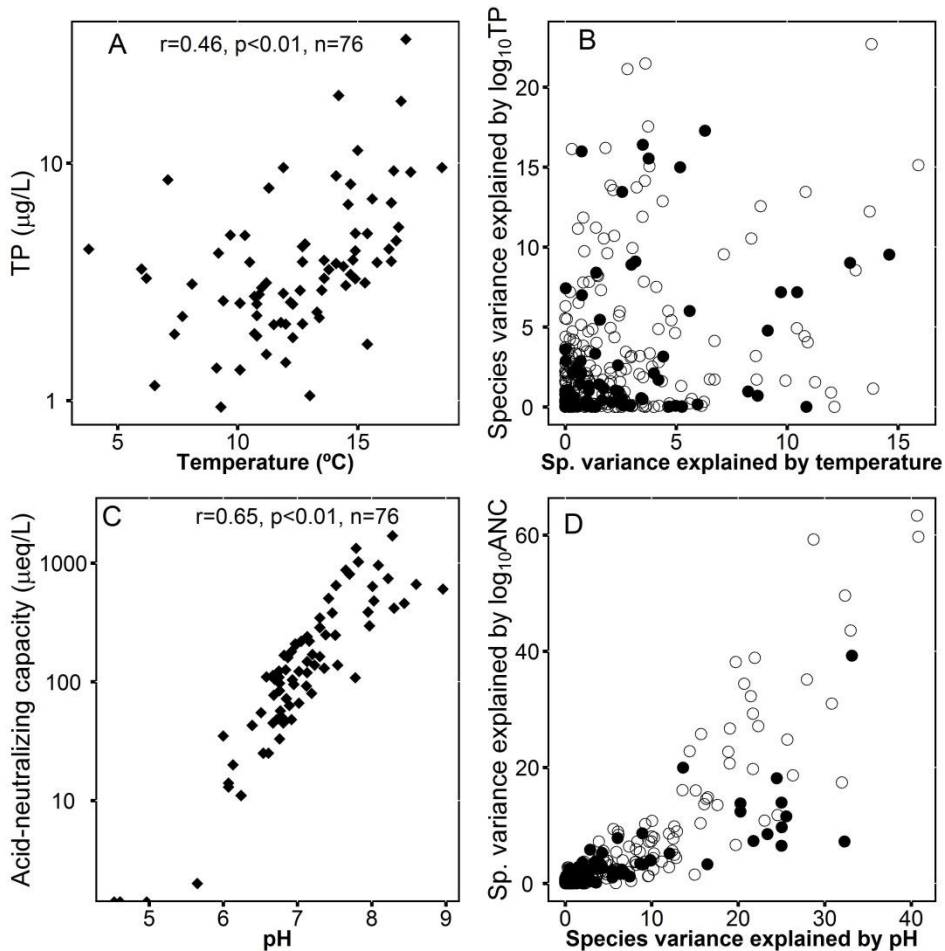 A
r=0.46, p<0.01, n=76
TP (µg/L)
10
1
5
10
15
Temperature (ºC)
B
Species variance explained by log₁₀TP
20
15
10
5
0
0
5
10
15
Sp. variance explained by temperature
C
r=0.65, p<0.01, n=76
Acid-neutralizing capacity (µeq/L)
1000
100
10
5
6
7
8
9
pH
D
Sp. variance explained by log₁₀ANC
60
40
20
0
0
10
20
30
40
Species variance explained by pH